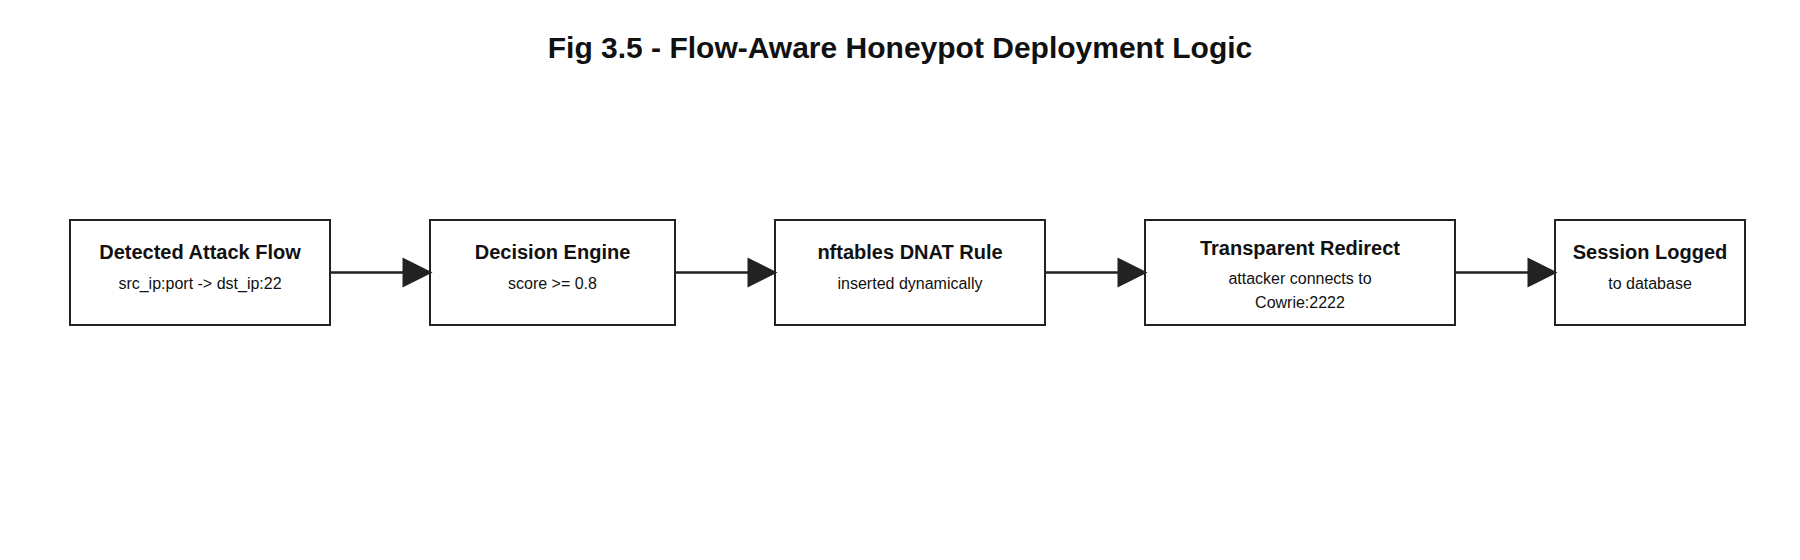 Fig 3.5 - Flow-Aware Honeypot Deployment Logic
Detected Attack Flow
src_ip:port -> dst_ip:22
Decision Engine
score >= 0.8
nftables DNAT Rule
inserted dynamically
Transparent Redirect
attacker connects to
Cowrie:2222
Session Logged
to database